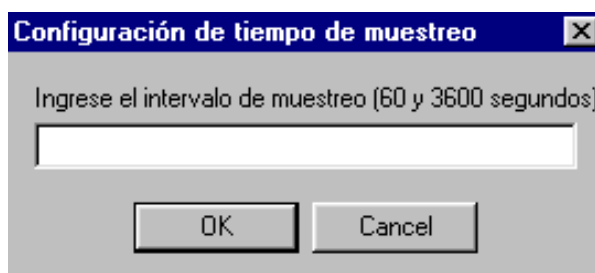 Configuración de tiempo de muestreo
Ingrese el intervalo de muestreo (60 y 3600 segundos)
OK
Cancel